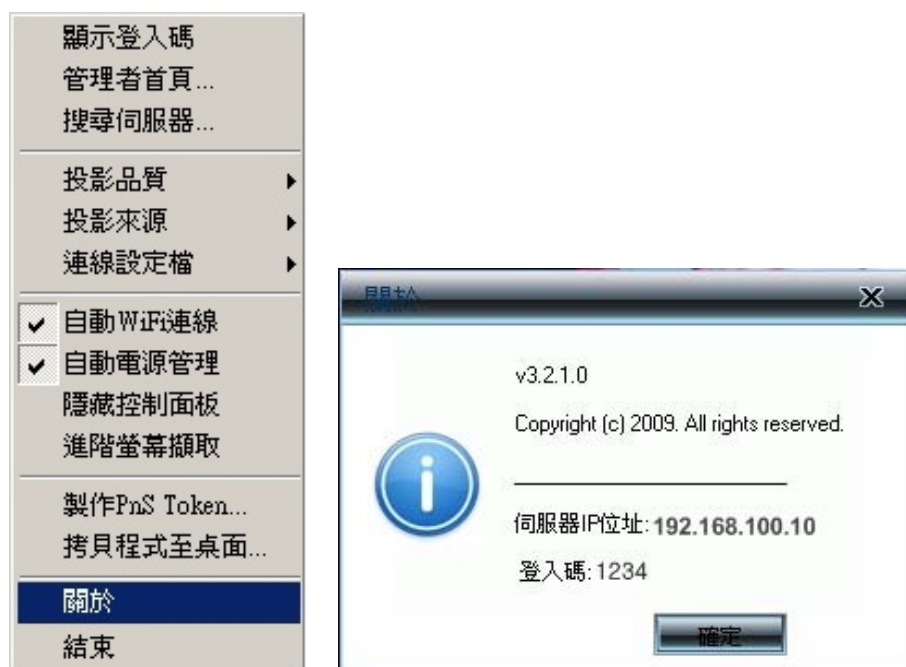 顯示登入碼
管理者首頁...
搜尋伺服器...
投影品質
投影來源
連線設定檔
自動WiFi連線
自動電源管理
隱藏控制面板
進階螢幕擷取
製作PnS Token...
拷貝程式至桌面...
關於
結束
關於
v3.2.1.0
Copyright (c) 2009. All rights reserved.
伺服器IP位址:192.168.100.10
登入碼:1234
確定